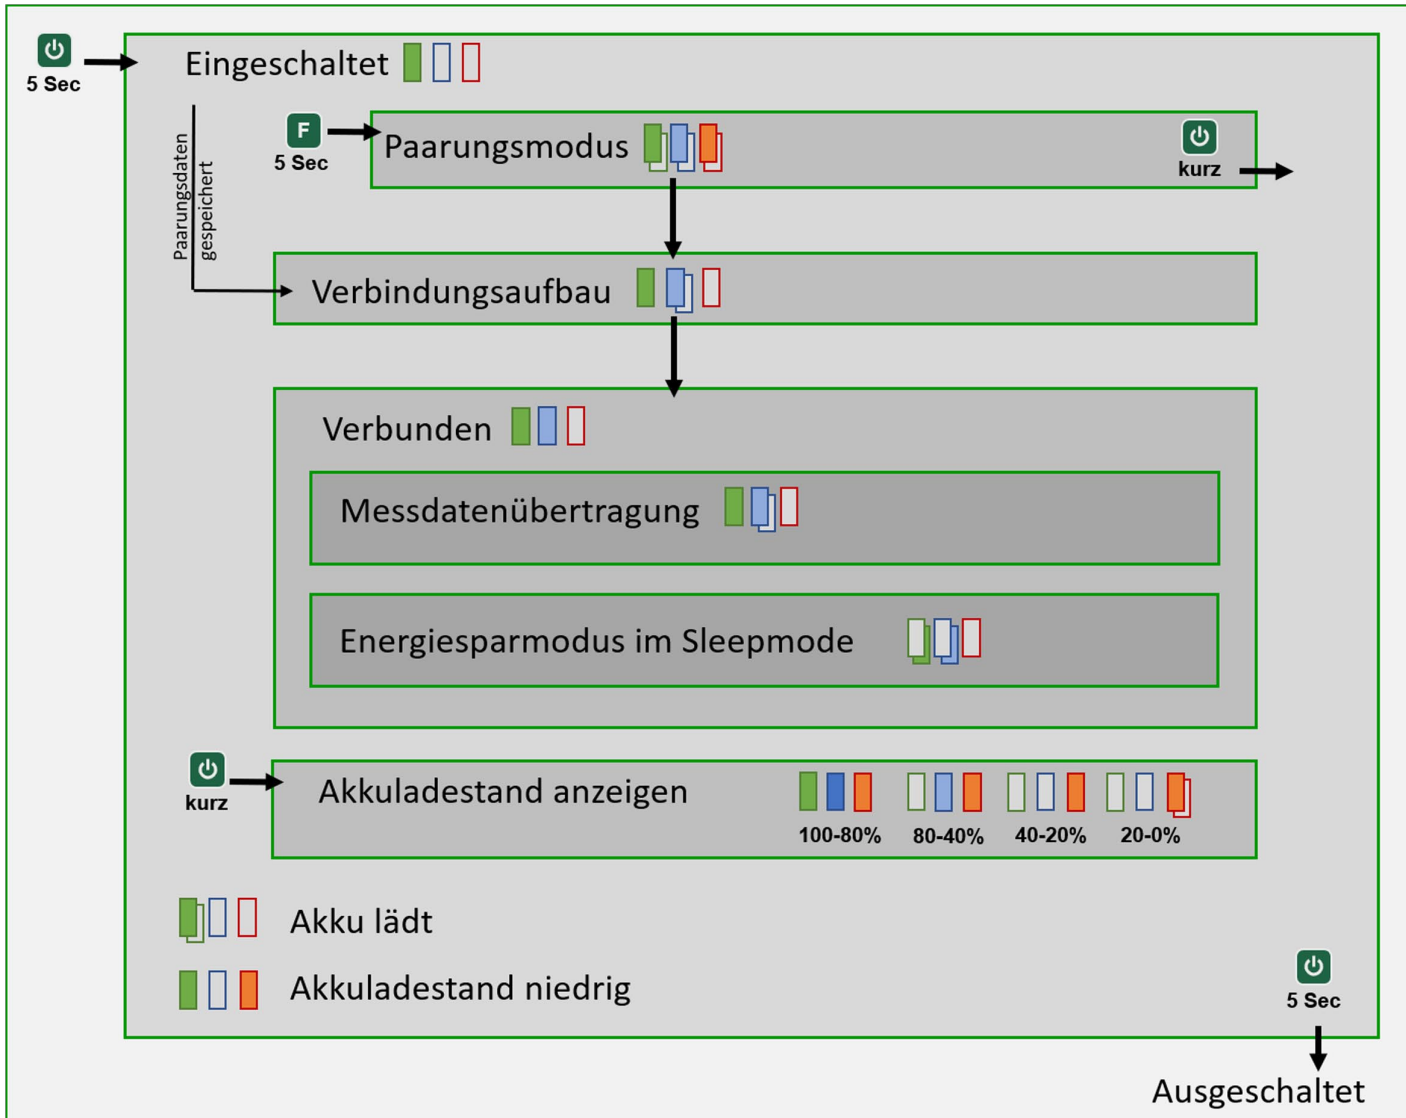 5 Sec
Eingeschaltet
Paarungsdaten
gespeichert
F
5 Sec
Paarungsmodus
kurz
Verbindungsaufbau
Verbunden
Messdatenübertragung
Energiesparmodus im Sleepmode
kurz
Akkuladestand anzeigen
100-80% 80-40% 40-20% 20-0%
Akku lädt
Akkuladestand niedrig
5 Sec
Ausgeschaltet